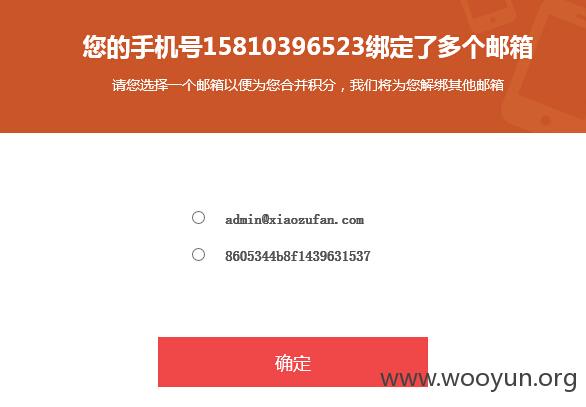 您的手机号15810396523绑定了多个邮箱
请您选择一个邮箱以便为您合并积分，我们将为您解绑其他邮箱
admin@xiaozufan.com
8605344b8f1439631537
确定
www.wooyun.org